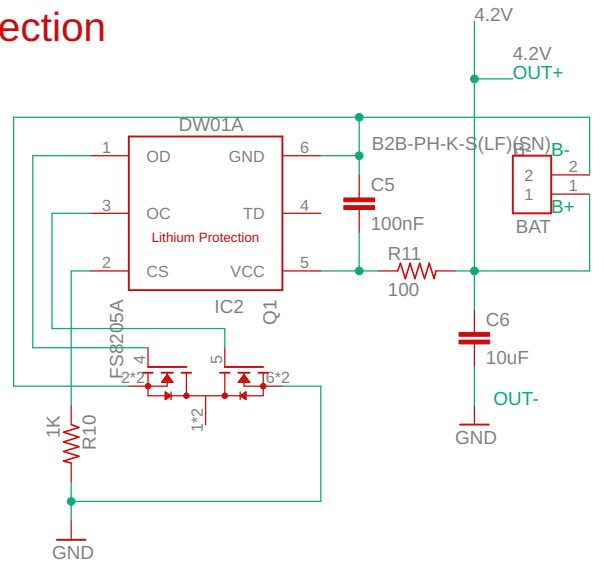 ection
4.2V
4.2V
OUT+
DW01A
B2B-PH-K-S(LF)(SN)
B-
B-
1
OD
GND
6
2
2
1
1
B+
BAT
C5
100nF
3
OC
TD
4
Lithium Protection
R11
100
2
CS
VCC
5
IC2
Q1
FS8205A
C6
10uF
4
5
2*2
6*2
1*2
OUT-
GND
1K
R10
GND